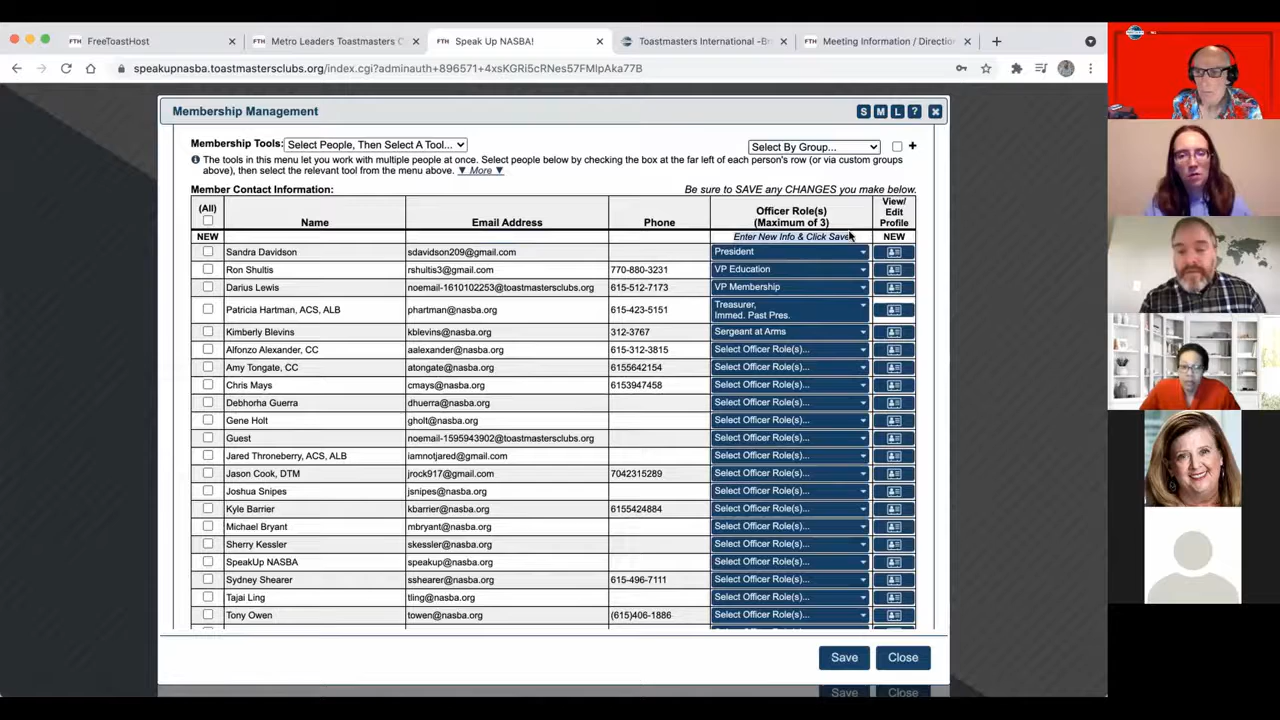 FTH FreeToastHost
FTH Metro Leaders Toastmasters C
FTH Speak Up NASBA!
Toastmasters International -Br
FTH Meeting Information / Direction
speakupnasba.toastmastersclubs.org/index.cgi?adminauth+896571+4xsKGRi5cRNes57FMlpAka77B
Membership Management
S M L ?
Membership Tools: Select People, Then Select A Tool...
Select By Group...
The tools in this menu let you work with multiple people at once. Select people below by checking the box at the far left of each person's row (or via custom groups
above), then select the relevant tool from the menu above. ▼ More ▼
Member Contact Information:
Be sure to SAVE any CHANGES you make below.
(All) Name Email Address Phone Officer Role(s) (Maximum of 3) View/ Edit Profile
NEW Enter New Info & Click Save NEW
Sandra Davidson sdavidson209@gmail.com President
Ron Shultis rshultis3@gmail.com 770-880-3231 VP Education
Darius Lewis noemail-1610102253@toastmastersclubs.org 615-512-7173 VP Membership
Patricia Hartman, ACS, ALB phartman@nasba.org 615-423-5151 Treasurer, Immed. Past Pres.
Kimberly Blevins kblevins@nasba.org 312-3767 Sergeant at Arms
Alfonzo Alexander, CC aalexander@nasba.org 615-312-3815 Select Officer Role(s)...
Amy Tongate, CC atongate@nasba.org 6155642154 Select Officer Role(s)...
Chris Mays cmays@nasba.org 6153947458 Select Officer Role(s)...
Debhorha Guerra dhuerra@nasba.org Select Officer Role(s)...
Gene Holt gholt@nasba.org Select Officer Role(s)...
Guest noemail-1595943902@toastmastersclubs.org Select Officer Role(s)...
Jared Throneberry, ACS, ALB iamnotjared@gmail.com Select Officer Role(s)...
Jason Cook, DTM jrock917@gmail.com 7042315289 Select Officer Role(s)...
Joshua Snipes jsnipes@nasba.org Select Officer Role(s)...
Kyle Barrier kbarrier@nasba.org 6155424884 Select Officer Role(s)...
Michael Bryant mbryant@nasba.org Select Officer Role(s)...
Sherry Kessler skessler@nasba.org Select Officer Role(s)...
SpeakUp NASBA speakup@nasba.org Select Officer Role(s)...
Sydney Shearer sshearer@nasba.org 615-496-7111 Select Officer Role(s)...
Tajai Ling tling@nasba.org Select Officer Role(s)...
Tony Owen towen@nasba.org (615)406-1886 Select Officer Role(s)...
Save Close
Save Close